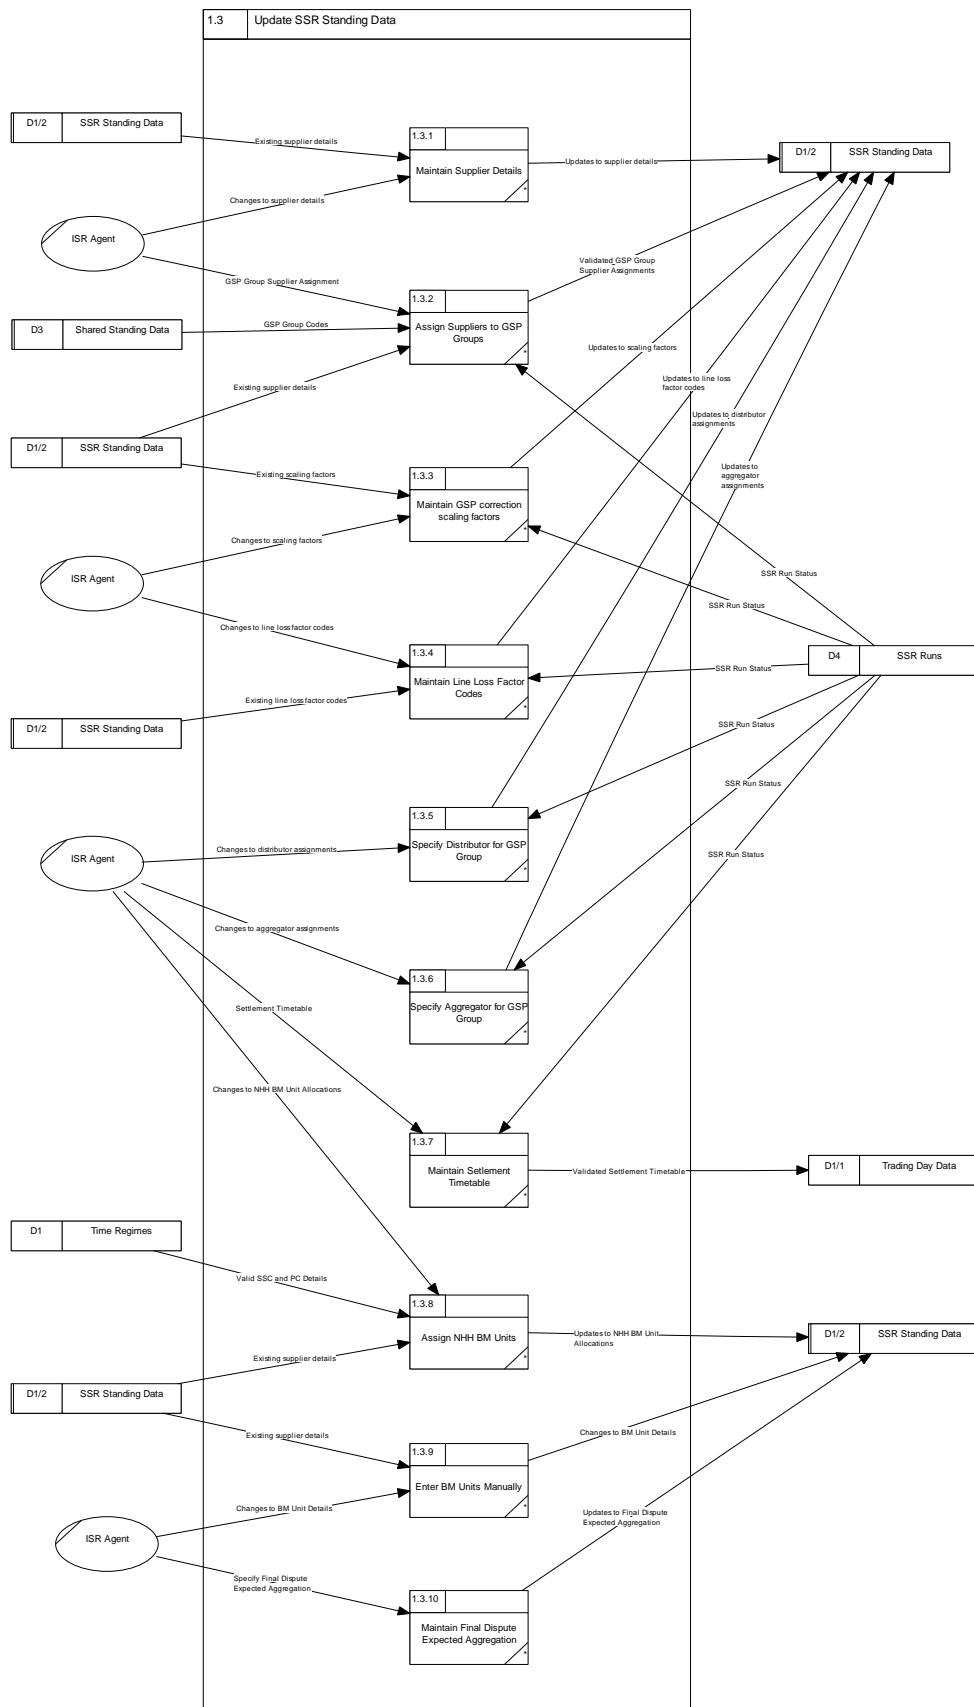 1.3
Update SSR Standing Data
D1/2
SSR Standing Data
Existing supplier details
1.3.1
Maintain Supplier Details
*
Updates to supplier details
D1/2
SSR Standing Data
Changes to supplier details
ISR Agent
GSP Group Supplier Assignment
Validated GSP Group
Supplier Assignments
1.3.2
Assign Suppliers to GSP
Groups
*
D3
Shared Standing Data
GSP Group Codes
Updates to scaling factors
Existing supplier details
Updates to line loss
factor codes
Updates to distributor
assignments
D1/2
SSR Standing Data
Existing scaling factors
1.3.3
Maintain GSP correction
scaling factors
*
Updates to
aggregator
assignments
Changes to scaling factors
ISR Agent
SSR Run Status
SSR Run Status
Changes to line loss factor codes
1.3.4
Maintain Line Loss Factor
Codes
*
SSR Run Status
D4
SSR Runs
Existing line loss factor codes
D1/2
SSR Standing Data
SSR Run Status
SSR Run Status
1.3.5
Specify Distributor for GSP
Group
*
ISR Agent
Changes to distributor assignments
SSR Run Status
Changes to aggregator assignments
1.3.6
Specify Aggregator for GSP
Group
*
Settlement Timetable
Changes to NHH BM Unit Allocations
1.3.7
Maintain Setlement
Timetable
*
Validated Settlement Timetable
D1/1
Trading Day Data
D1
Time Regimes
Valid SSC and PC Details
1.3.8
Assign NHH BM Units
*
Updates to NHH BM Unit
Allocations
D1/2
SSR Standing Data
Existing supplier details
D1/2
SSR Standing Data
Existing supplier details
1.3.9
Enter BM Units Manually
*
Changes to BM Unit Details
Changes to BM Unit Details
ISR Agent
Updates to Final Dispute
Expected Aggregation
Specify Final Dispute
Expected Aggregation
1.3.10
Maintain Final Dispute
Expected Aggregation
*